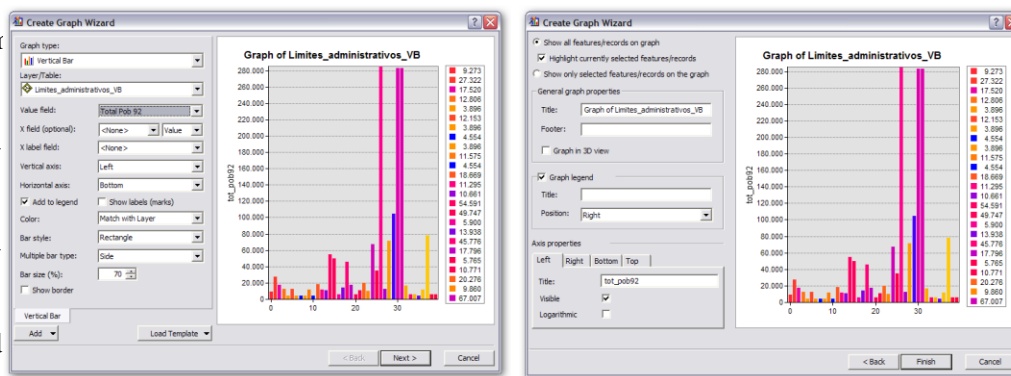 Create Graph Wizard
Graph type:
Vertical Bar
Layer/Table:
Limites_administrativos_VB
Value field:
Total Pob 92
X field (optional):
<None>
Value
X label field:
<None>
Vertical axis:
Left
Horizontal axis:
Bottom
Add to legend
Show labels (marks)
Color:
Match with Layer
Bar style:
Rectangle
Multiple bar type:
Side
Bar size (%):
70
Show border
Vertical Bar
Add
Load Template
Graph of Limites_administrativos_VB
280.000
260.000
240.000
220.000
200.000
180.000
160.000
140.000
120.000
100.000
80.000
60.000
40.000
20.000
0
tot_pob92
0 10 20 30
9.273
27.322
17.520
12.806
3.896
12.153
3.896
4.554
3.896
11.575
4.554
18.669
11.295
10.661
54.591
49.747
5.900
13.938
45.776
17.796
5.765
10.771
20.276
9.860
67.007
< Back
Next >
Cancel
Create Graph Wizard
Show all features/records on graph
Highlight currently selected features/records
Show only selected features/records on the graph
General graph properties
Title:
Graph of Limites_administrativos_VB
Footer:
Graph in 3D view
Graph legend
Title:
Position:
Right
Axis properties
Left Right Bottom Top
Title:
tot_pob92
Visible
Logarithmic
Graph of Limites_administrativos_VB
280.000
260.000
240.000
220.000
200.000
180.000
160.000
140.000
120.000
100.000
80.000
60.000
40.000
20.000
0
tot_pob92
0 10 20 30
9.273
27.322
17.520
12.806
3.896
12.153
3.896
4.554
3.896
11.575
4.554
18.669
11.295
10.661
54.591
49.747
5.900
13.938
45.776
17.796
5.765
10.771
20.276
9.860
67.007
< Back
Finish
Cancel